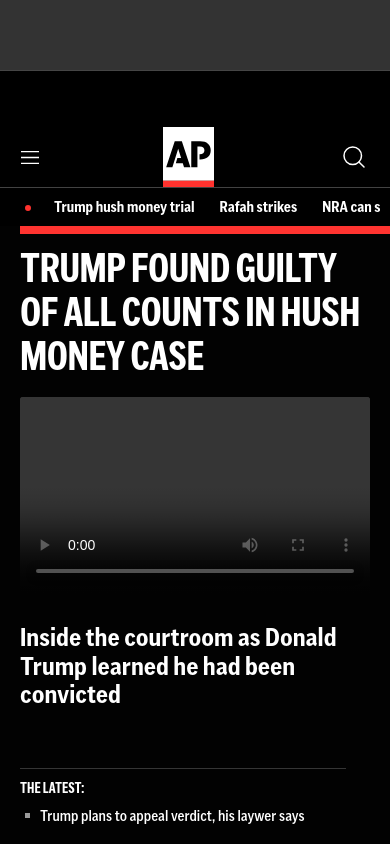 AP
Trump hush money trial Rafah strikes NRA can s
TRUMP FOUND GUILTY
OF ALL COUNTS IN HUSH
MONEY CASE
0:00
Inside the courtroom as Donald
Trump learned he had been
convicted
THE LATEST:
Trump plans to appeal verdict, his laywer says